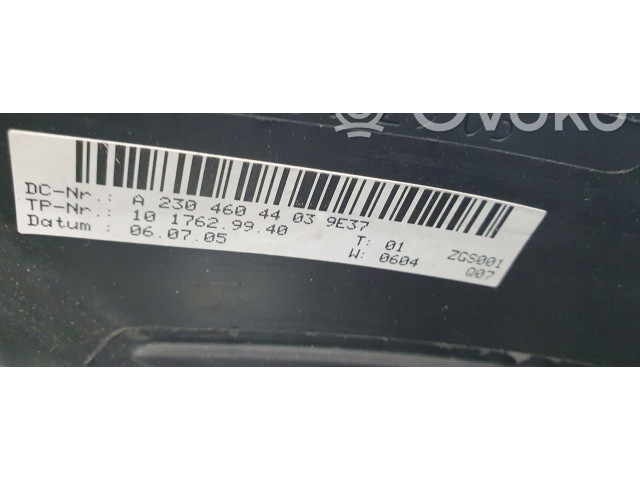 OVOKO
DC-Nr.: A 230 460 44 03 9E37
TP-Nr.: 10 1762.99.40
Datum : 06.07.05
T: 01
W: 0604
ZGS001
Q07